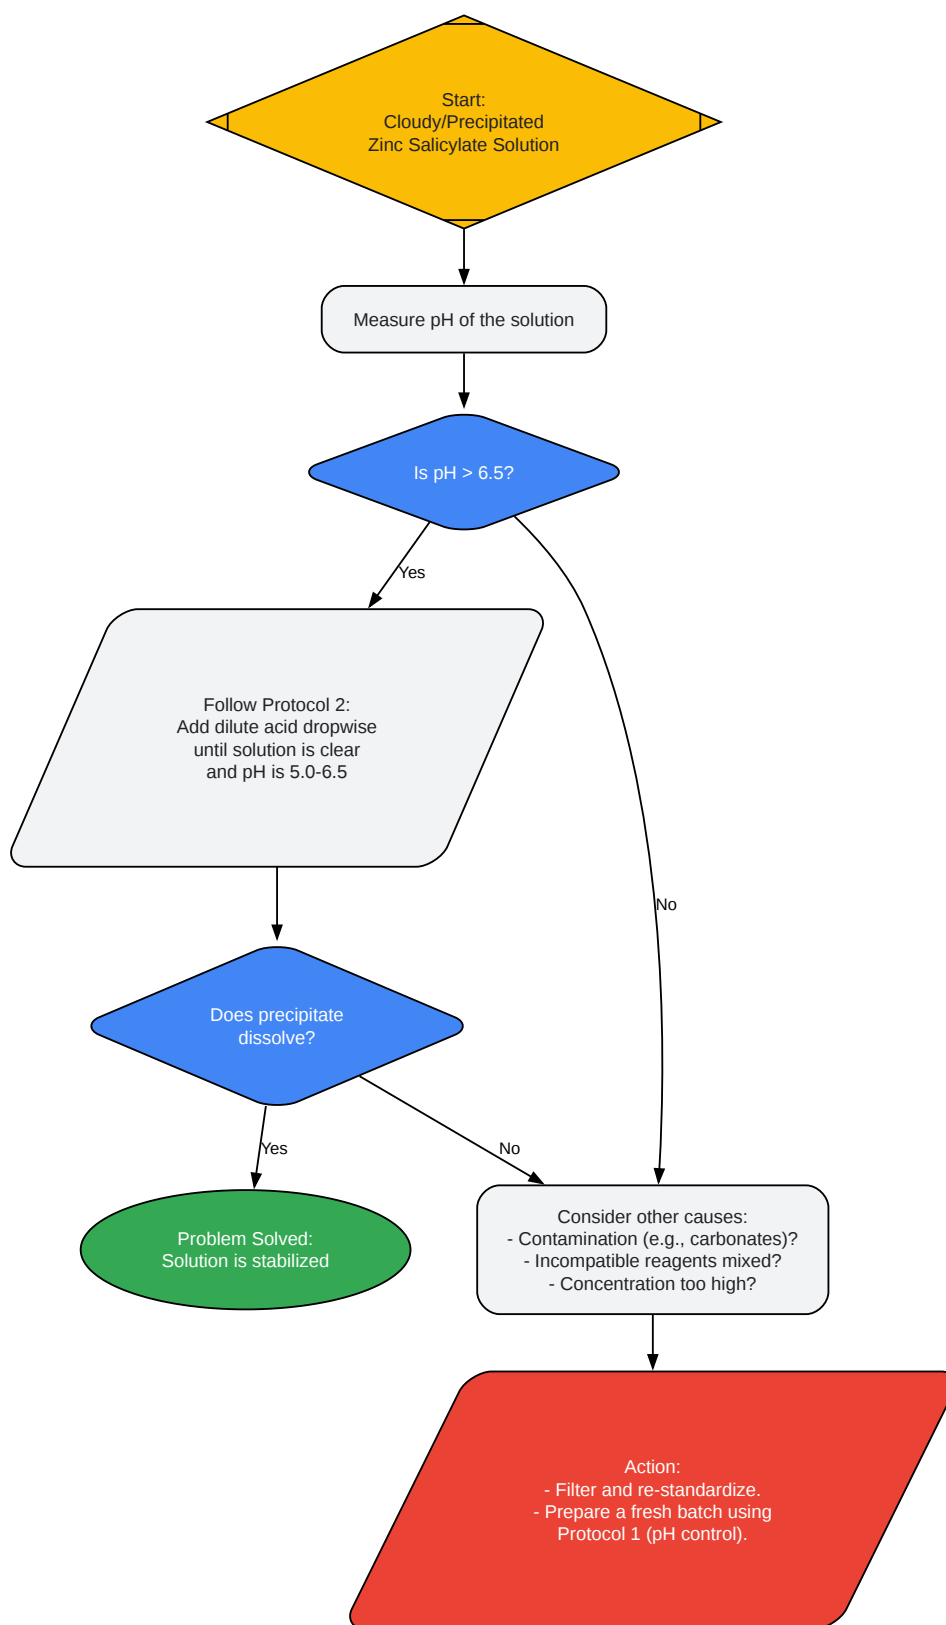 Start:
Cloudy/Precipitated
Zinc Salicylate Solution
Measure pH of the solution
Is pH > 6.5?
Yes
Follow Protocol 2:
Add dilute acid dropwise
until solution is clear
and pH is 5.0-6.5
No
Does precipitate
dissolve?
Yes
No
Problem Solved:
Solution is stabilized
Consider other causes:
- Contamination (e.g., carbonates)?
- Incompatible reagents mixed?
- Concentration too high?
Action:
- Filter and re-standardize.
- Prepare a fresh batch using
Protocol 1 (pH control).